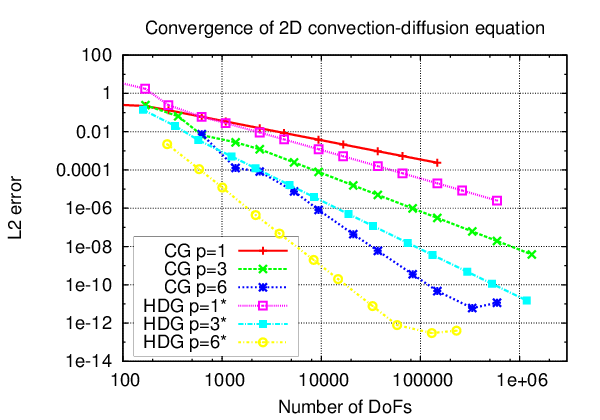 Convergence of 2D convection-diffusion equation
100
1
0.01
0.0001
1e-06
1e-08
1e-10
1e-12
1e-14
L2 error
CG p=1
CG p=3
CG p=6
HDG p=1*
HDG p=3*
HDG p=6*
100 1000 10000 100000 1e+06
Number of DoFs